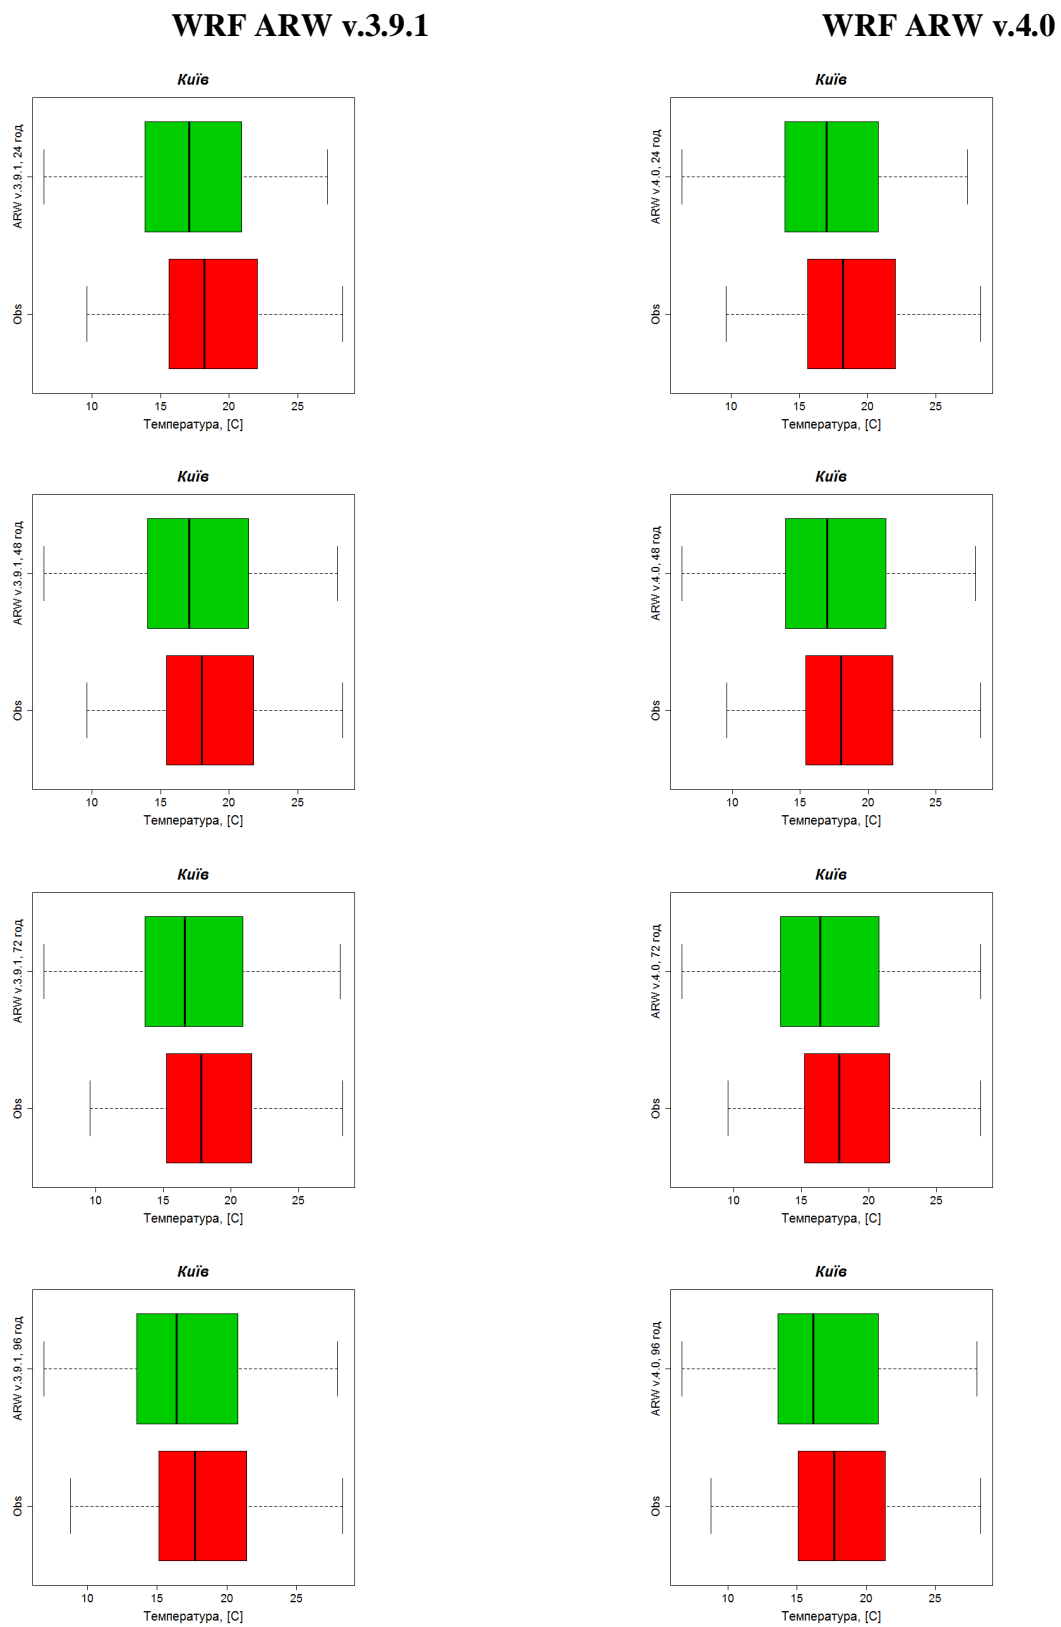 WRF ARW v.3.9.1
WRF ARW v.4.0
Київ
ARW v.3.9.1, 24 год
Obs
10 15 20 25
Температура, [C]
Київ
ARW v.4.0, 24 год
Obs
10 15 20 25
Температура, [C]
Київ
ARW v.3.9.1, 48 год
Obs
10 15 20 25
Температура, [C]
Київ
ARW v.4.0, 48 год
Obs
10 15 20 25
Температура, [C]
Київ
ARW v.3.9.1, 72 год
Obs
10 15 20 25
Температура, [C]
Київ
ARW v.4.0, 72 год
Obs
10 15 20 25
Температура, [C]
Київ
ARW v.3.9.1, 96 год
Obs
10 15 20 25
Температура, [C]
Київ
ARW v.4.0, 96 год
Obs
10 15 20 25
Температура, [C]